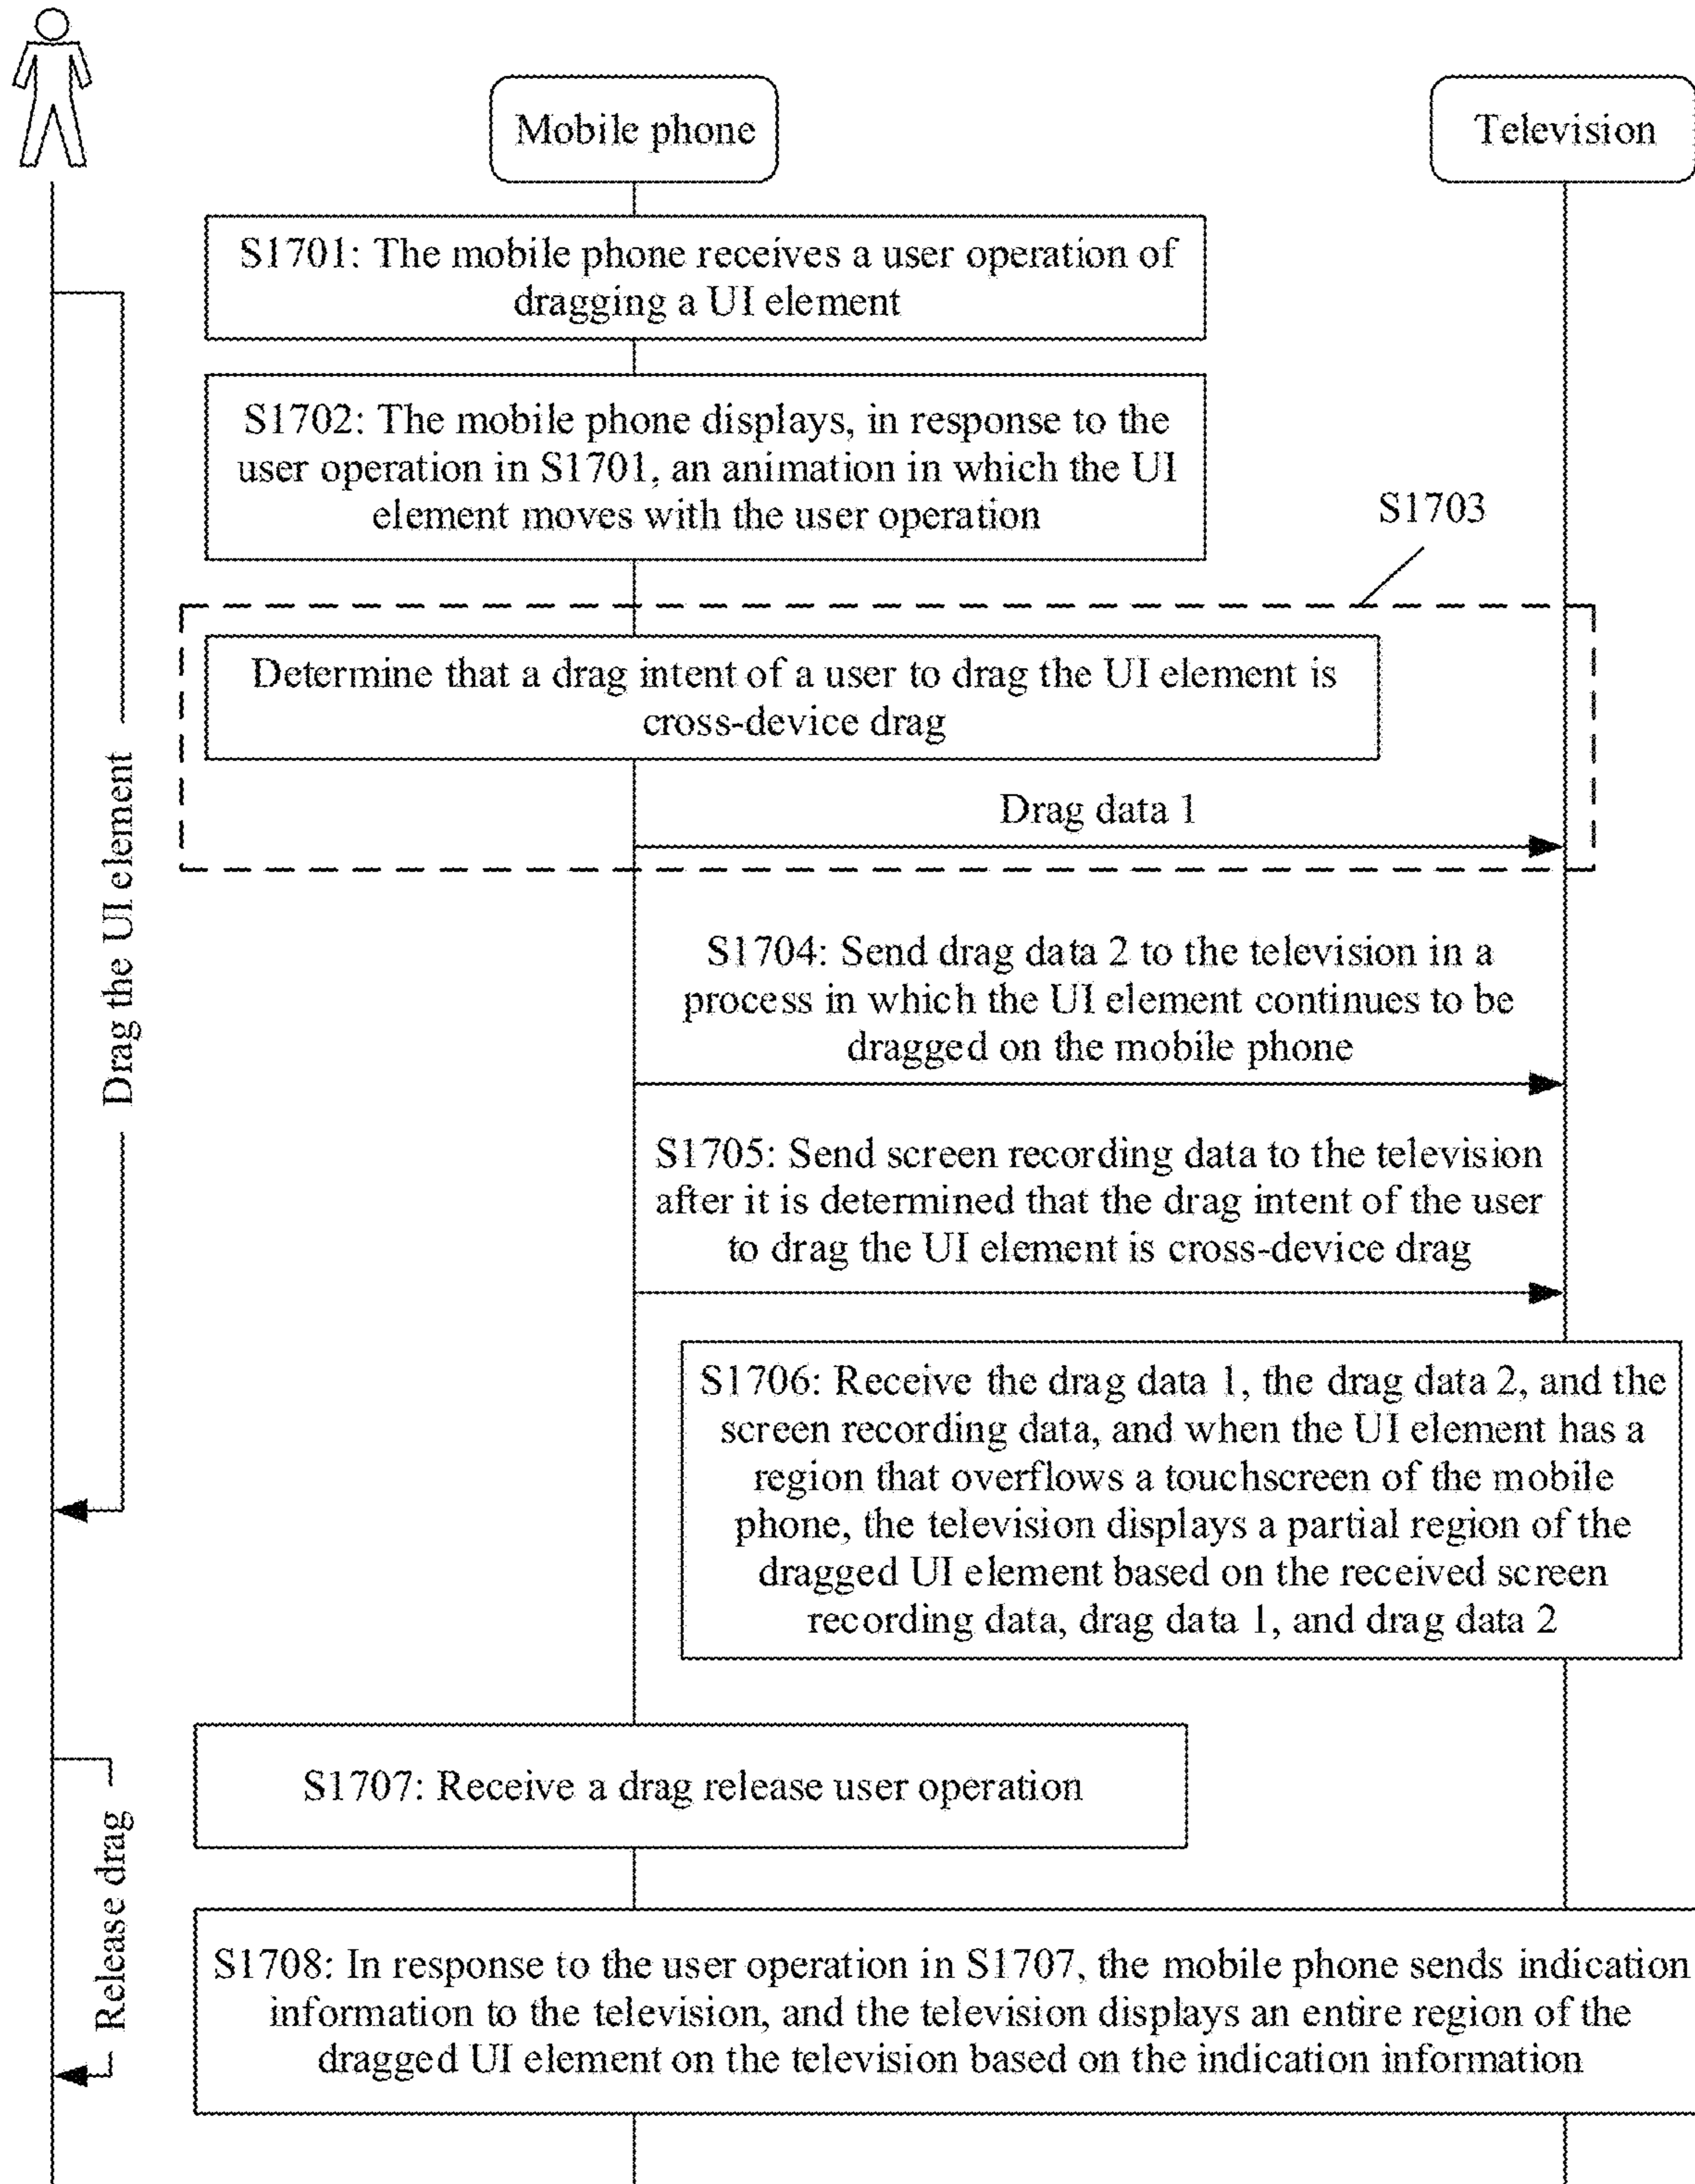 Mobile phone
Television
S1701: The mobile phone receives a user operation of
dragging a UI element
S1702: The mobile phone displays, in response to the
user operation in S1701, an animation in which the UI
element moves with the user operation
S1703
Determine that a drag intent of a user to drag the UI element is
cross-device drag
Drag data 1
Drag the UI element
S1704: Send drag data 2 to the television in a
process in which the UI element continues to be
dragged on the mobile phone
S1705: Send screen recording data to the television
after it is determined that the drag intent of the user
to drag the UI element is cross-device drag
S1706: Receive the drag data 1, the drag data 2, and the
screen recording data, and when the UI element has a
region that overflows a touchscreen of the mobile
phone, the television displays a partial region of the
dragged UI element based on the received screen
recording data, drag data 1, and drag data 2
S1707: Receive a drag release user operation
Release drag
S1708: In response to the user operation in S1707, the mobile phone sends indication
information to the television, and the television displays an entire region of the
dragged UI element on the television based on the indication information